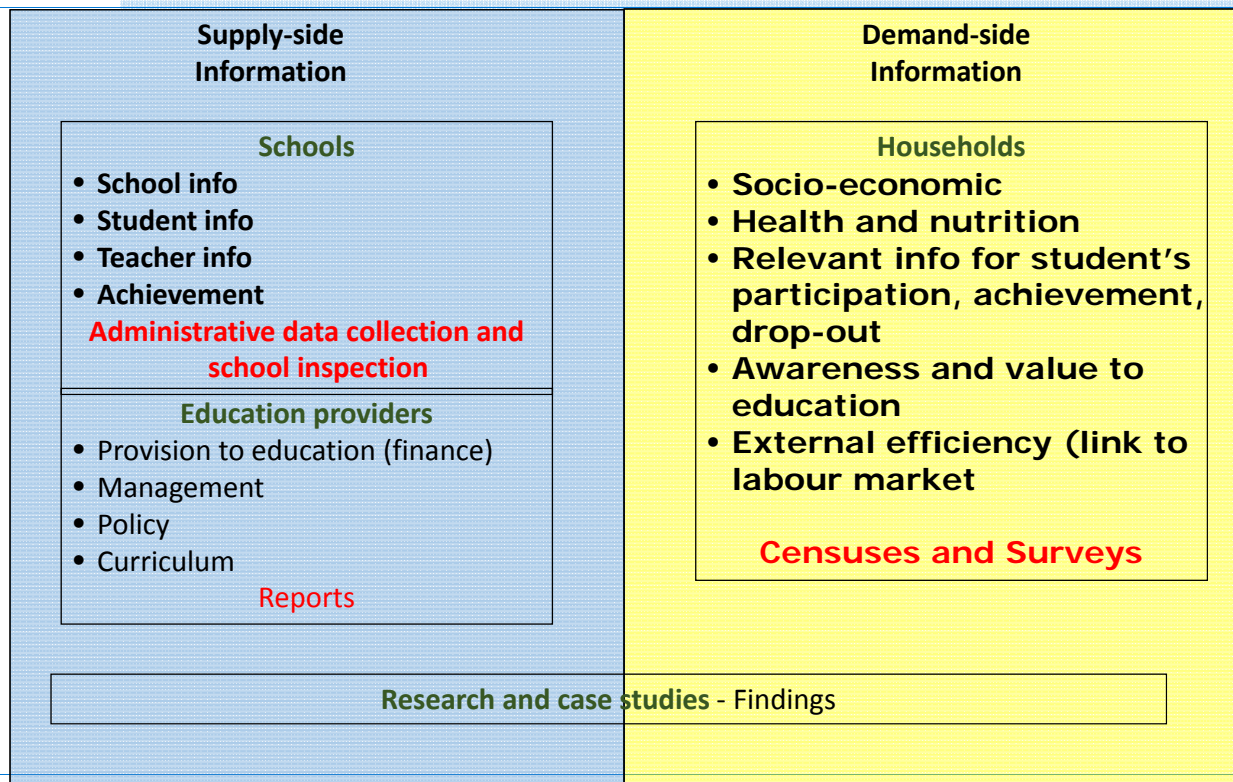 Supply-side
Information
Schools
• School info
• Student info
• Teacher info
• Achievement
Administrative data collection and
school inspection
Education providers
• Provision to education (finance)
• Management
• Policy
• Curriculum
Reports
Demand-side
Information
Households
• Socio-economic
• Health and nutrition
• Relevant info for student’s
participation, achievement,
drop-out
• Awareness and value to
education
• External efficiency (link to
labour market
Censuses and Surveys
Research and case studies - Findings